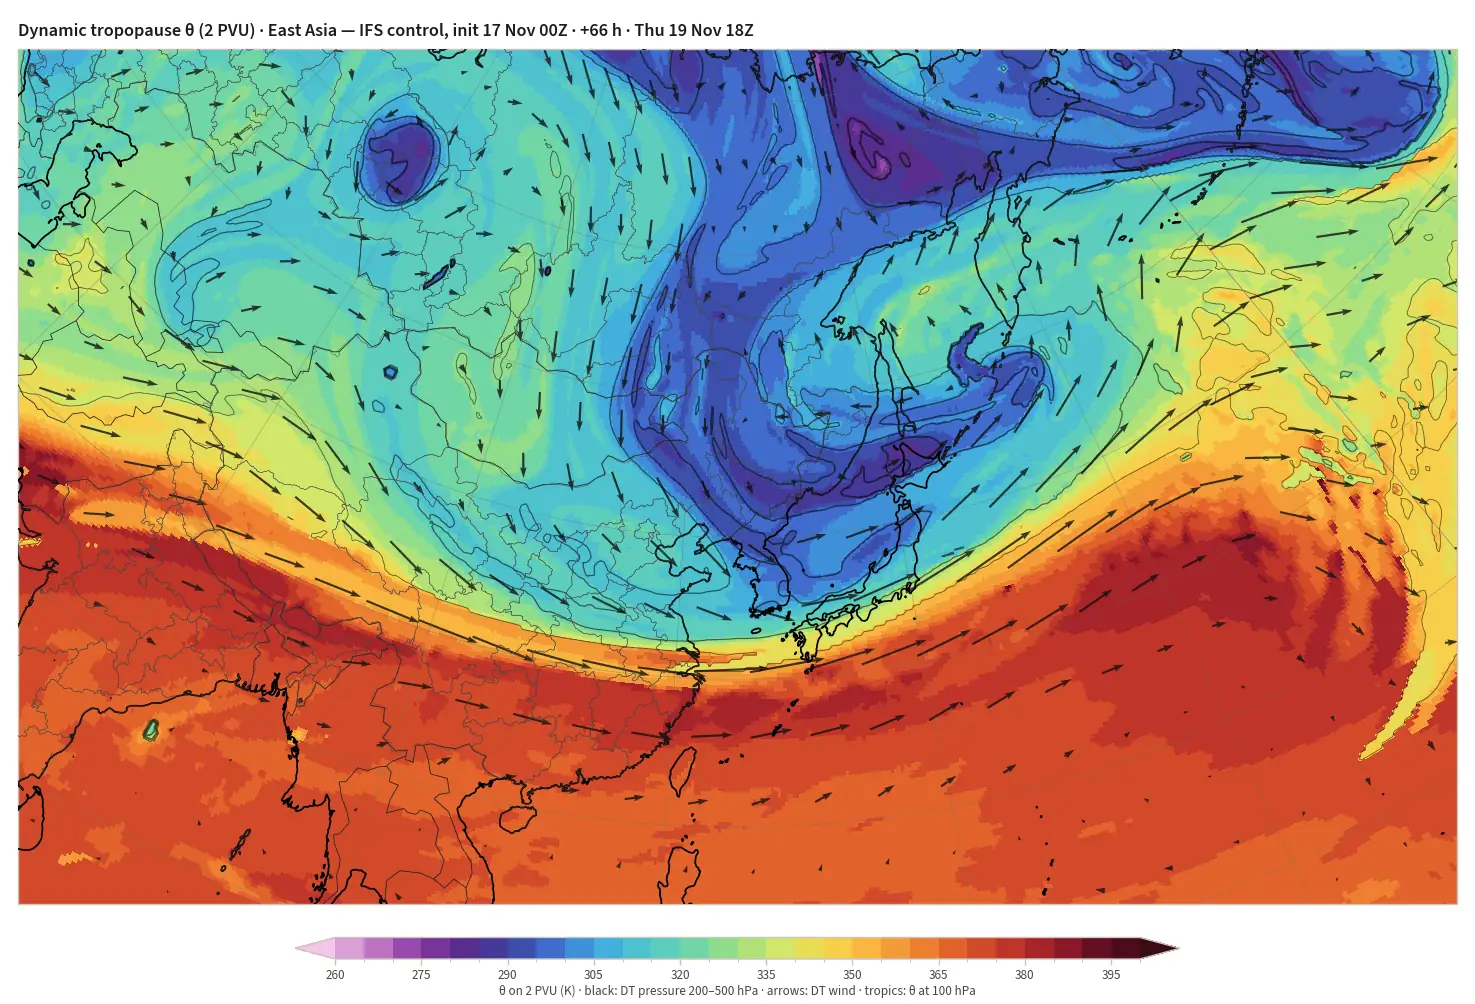 Dynamic tropopause θ (2 PVU) · East Asia — IFS control, init 17 Nov 00Z · +66 h · Thu 19 Nov 18Z
260 275 290 305 320 335 350 365 380 395
θ on 2 PVU (K) · black: DT pressure 200–500 hPa · arrows: DT wind · tropics: θ at 100 hPa